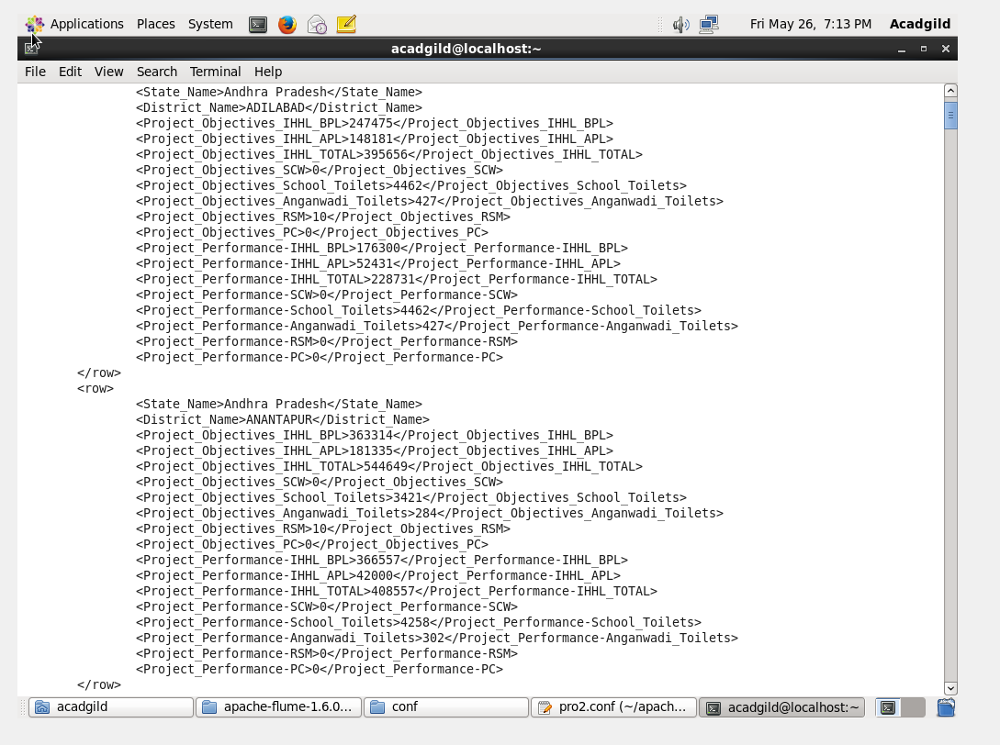 Applications Places System Fri May 26, 7:13 PM Acadgild
acadgild@localhost:~
File Edit View Search Terminal Help
<State_Name>Andhra Pradesh</State_Name>
<District_Name>ADILABAD</District_Name>
<Project_Objectives_IHHL_BPL>247475</Project_Objectives_IHHL_BPL>
<Project_Objectives_IHHL_APL>148181</Project_Objectives_IHHL_APL>
<Project_Objectives_IHHL_TOTAL>395656</Project_Objectives_IHHL_TOTAL>
<Project_Objectives_SCW>0</Project_Objectives_SCW>
<Project_Objectives_School_Toilets>4462</Project_Objectives_School_Toilets>
<Project_Objectives_Anganwadi_Toilets>427</Project_Objectives_Anganwadi_Toilets>
<Project_Objectives_RSM>10</Project_Objectives_RSM>
<Project_Objectives_PC>0</Project_Objectives_PC>
<Project_Performance-IHHL_BPL>176300</Project_Performance-IHHL_BPL>
<Project_Performance-IHHL_APL>52431</Project_Performance-IHHL_APL>
<Project_Performance-IHHL_TOTAL>228731</Project_Performance-IHHL_TOTAL>
<Project_Performance-SCW>0</Project_Performance-SCW>
<Project_Performance-School_Toilets>4462</Project_Performance-School_Toilets>
<Project_Performance-Anganwadi_Toilets>427</Project_Performance-Anganwadi_Toilets>
<Project_Performance-RSM>0</Project_Performance-RSM>
<Project_Performance-PC>0</Project_Performance-PC>
</row>
<row>
<State_Name>Andhra Pradesh</State_Name>
<District_Name>ANANTAPUR</District_Name>
<Project_Objectives_IHHL_BPL>363314</Project_Objectives_IHHL_BPL>
<Project_Objectives_IHHL_APL>181335</Project_Objectives_IHHL_APL>
<Project_Objectives_IHHL_TOTAL>544649</Project_Objectives_IHHL_TOTAL>
<Project_Objectives_SCW>0</Project_Objectives_SCW>
<Project_Objectives_School_Toilets>3421</Project_Objectives_School_Toilets>
<Project_Objectives_Anganwadi_Toilets>284</Project_Objectives_Anganwadi_Toilets>
<Project_Objectives_RSM>10</Project_Objectives_RSM>
<Project_Objectives_PC>0</Project_Objectives_PC>
<Project_Performance-IHHL_BPL>366557</Project_Performance-IHHL_BPL>
<Project_Performance-IHHL_APL>42000</Project_Performance-IHHL_APL>
<Project_Performance-IHHL_TOTAL>408557</Project_Performance-IHHL_TOTAL>
<Project_Performance-SCW>0</Project_Performance-SCW>
<Project_Performance-School_Toilets>4258</Project_Performance-School_Toilets>
<Project_Performance-Anganwadi_Toilets>302</Project_Performance-Anganwadi_Toilets>
<Project_Performance-RSM>0</Project_Performance-RSM>
<Project_Performance-PC>0</Project_Performance-PC>
</row>
acadgild apache-flume-1.6.0... conf pro2.conf (~/apach... acadgild@localhost:~